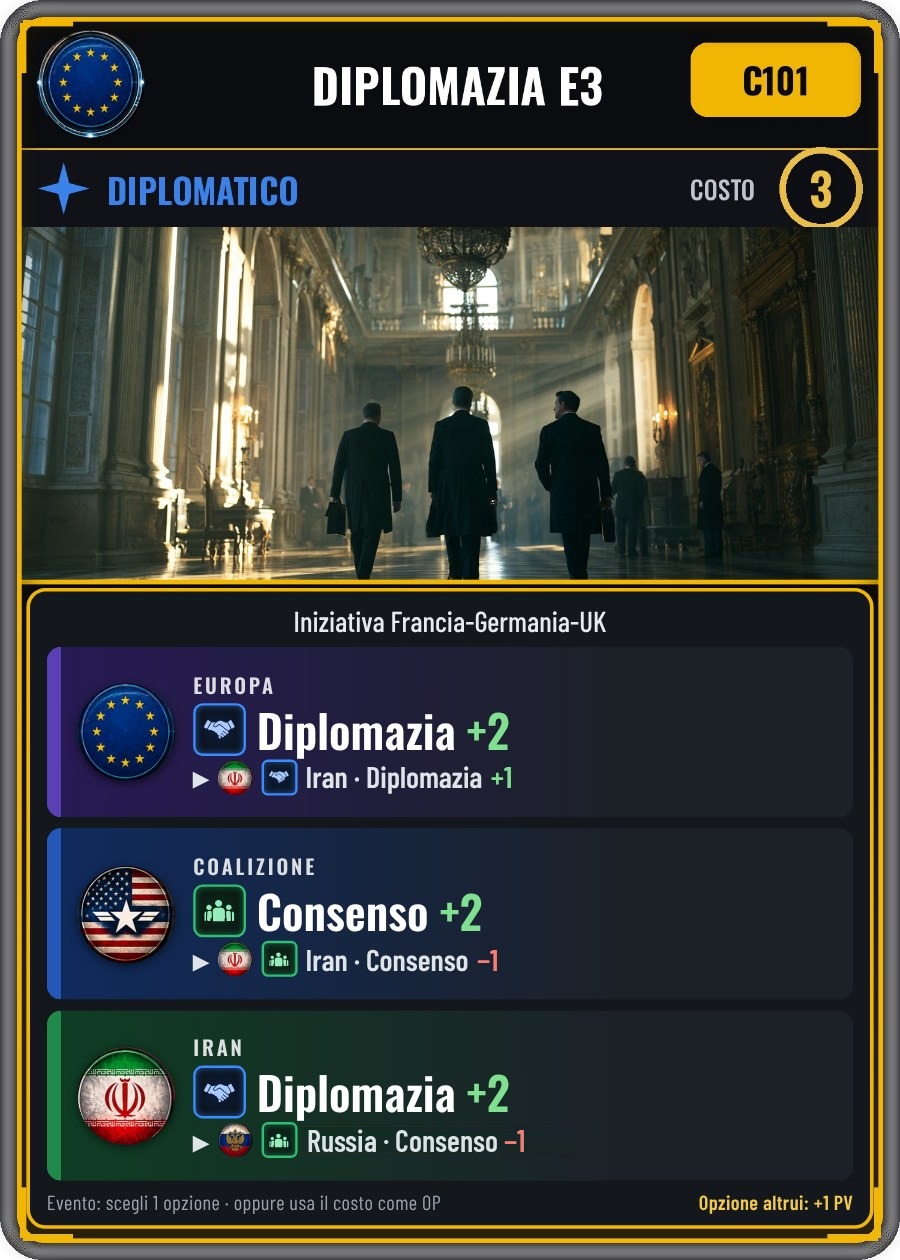 DIPLOMAZIA E3
C101
DIPLOMATICO
COSTO
3
Iniziativa Francia-Germania-UK
EUROPA
Diplomazia +2
▶ Iran · Diplomazia +1
COALIZIONE
Consenso +2
▶ Iran · Consenso −1
IRAN
Diplomazia +2
▶ Russia · Consenso −1
Evento: scegli 1 opzione · oppure usa il costo come OP
Opzione altrui: +1 PV